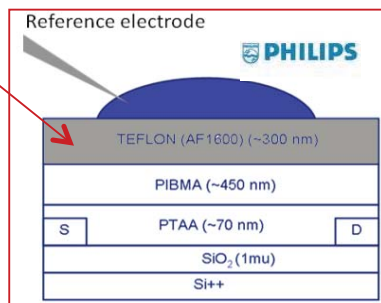 Reference electrode
PHILIPS
TEFLON (AF1600) (~300 nm)
PIBMA (~450 nm)
S PTAA (~70 nm) D
SiO₂ (1mu)
Si++